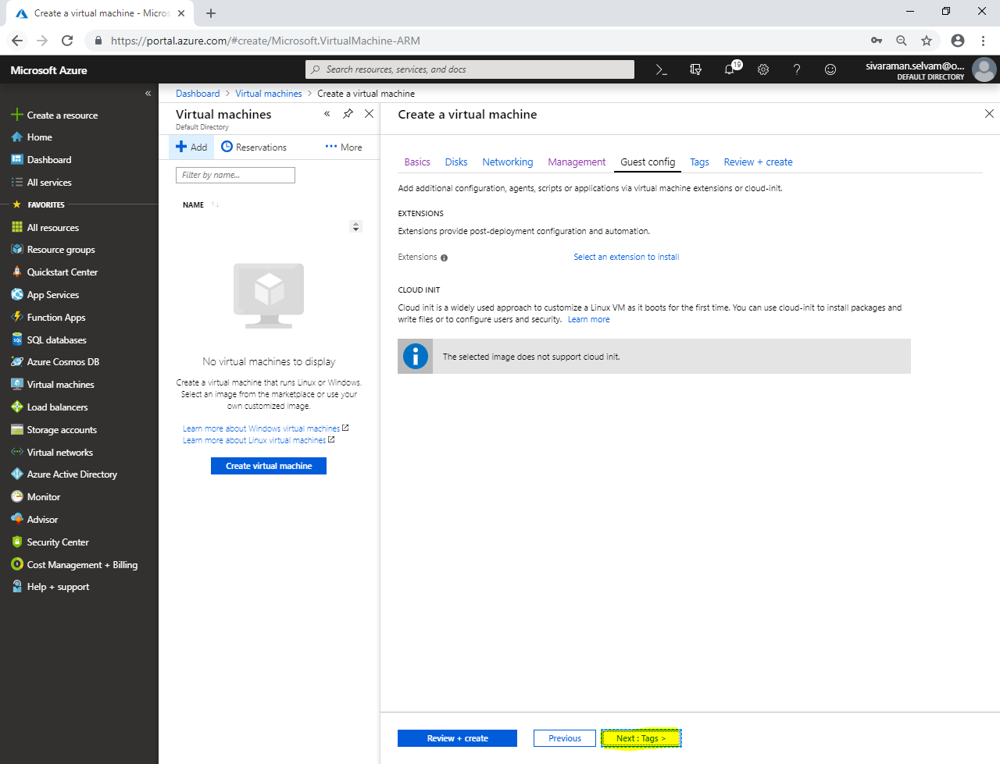 Create a virtual machine - Micros
https://portal.azure.com/#create/Microsoft.VirtualMachine-ARM
Microsoft Azure
Search resources, services, and docs
19
sivaraman.selvam@o...
DEFAULT DIRECTORY
Create a resource
Home
Dashboard
All services
FAVORITES
All resources
Resource groups
Quickstart Center
App Services
Function Apps
SQL databases
Azure Cosmos DB
Virtual machines
Load balancers
Storage accounts
Virtual networks
Azure Active Directory
Monitor
Advisor
Security Center
Cost Management + Billing
Help + support
Dashboard > Virtual machines > Create a virtual machine
Virtual machines
Default Directory
Add
Reservations
More
Filter by name...
NAME
No virtual machines to display
Create a virtual machine that runs Linux or Windows.
Select an image from the marketplace or use your
own customized image.
Learn more about Windows virtual machines
Learn more about Linux virtual machines
Create virtual machine
Create a virtual machine
Basics Disks Networking Management Guest config Tags Review + create
Add additional configuration, agents, scripts or applications via virtual machine extensions or cloud-init.
EXTENSIONS
Extensions provide post-deployment configuration and automation.
Extensions
Select an extension to install
CLOUD INIT
Cloud init is a widely used approach to customize a Linux VM as it boots for the first time. You can use cloud-init to install packages and
write files or to configure users and security. Learn more
The selected image does not support cloud init.
Review + create
Previous
Next : Tags >